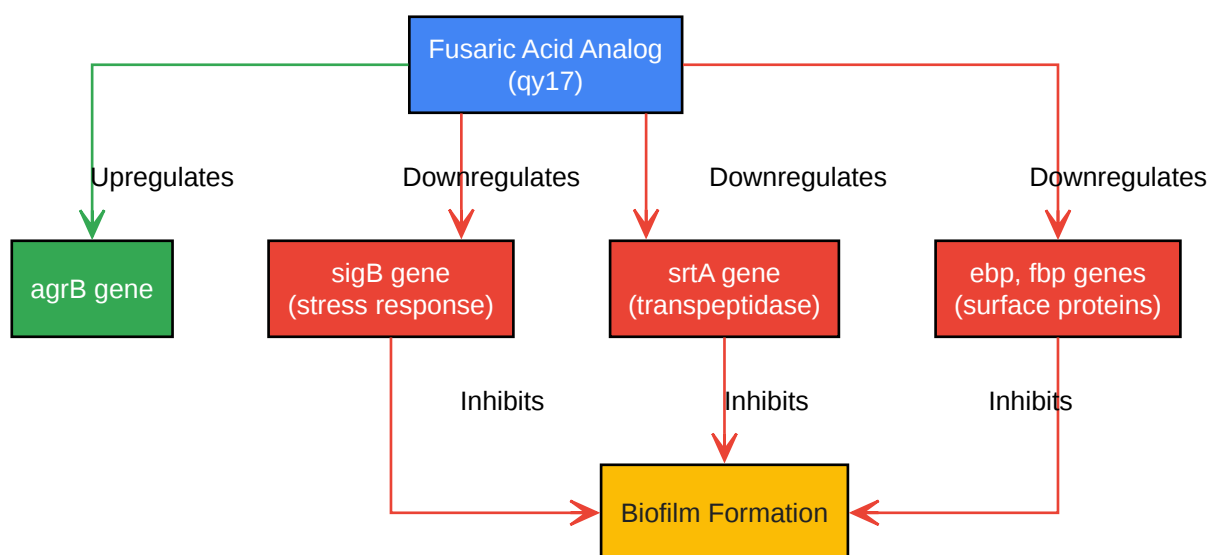 Fusaric Acid Analog
(qy17)
Upregulates
Downregulates
Downregulates
Downregulates
agrB gene
sigB gene
(stress response)
srtA gene
(transpeptidase)
ebp, fbp genes
(surface proteins)
Inhibits
Inhibits
Inhibits
Biofilm Formation